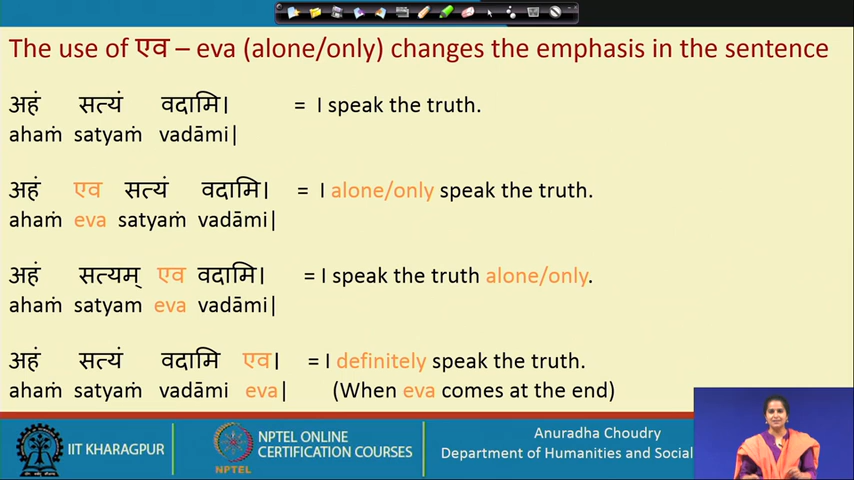 The use of एव – eva (alone/only) changes the emphasis in the sentence
अहं सत्यं वदामि। = I speak the truth.
ahaṁ satyaṁ vadāmi|
अहं एव सत्यं वदामि। = I alone/only speak the truth.
ahaṁ eva satyaṁ vadāmi|
अहं सत्यम् एव वदामि। = I speak the truth alone/only.
ahaṁ satyam eva vadāmi|
अहं सत्यं वदामि एव। = I definitely speak the truth.
ahaṁ satyaṁ vadāmi eva| (When eva comes at the end)
IIT KHARAGPUR
NPTEL
NPTEL ONLINE
CERTIFICATION COURSES
Anuradha Choudry
Department of Humanities and Social